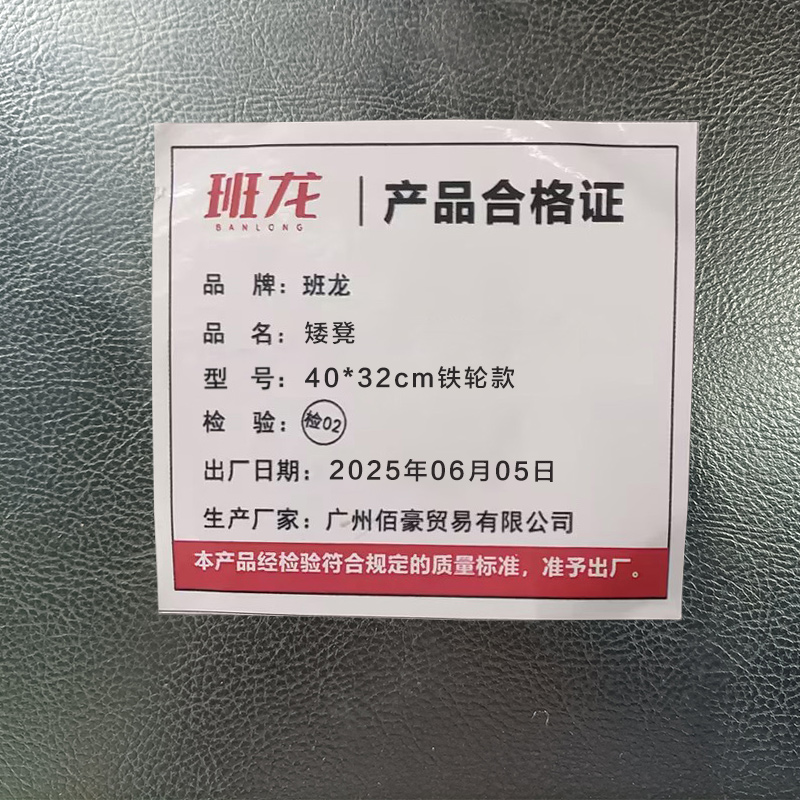 班龙 | 产品合格证
BANLONG
品 牌：班龙
品 名：矮凳
型 号：40*32cm铁轮款
检 验：检02
出厂日期：2025年06月05日
生产厂家：广州佰豪贸易有限公司
本产品经检验符合规定的质量标准，准予出厂。